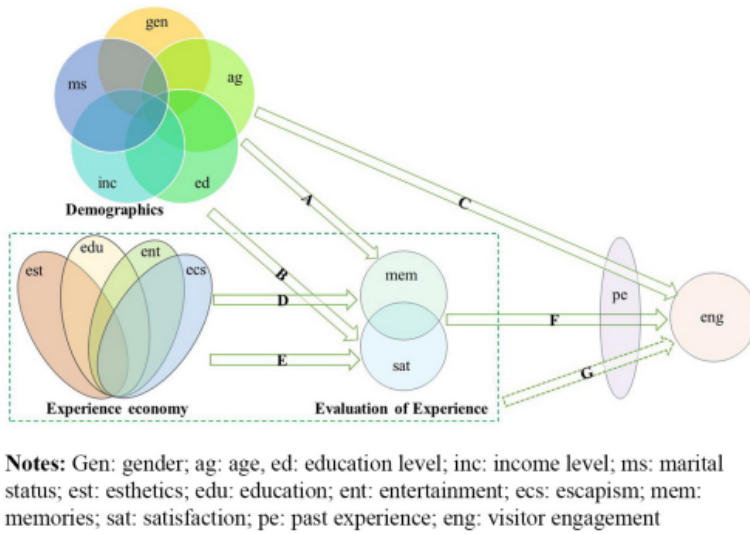 gen
ms
ag
inc
ed
Demographics
A
C
B
est
edu
ent
ecs
D
E
mem
sat
pe
F
eng
G
Experience economy
Evaluation of Experience
Notes: Gen: gender; ag: age, ed: education level; inc: income level; ms: marital
status; est: esthetics; edu: education; ent: entertainment; ecs: escapism; mem:
memories; sat: satisfaction; pe: past experience; eng: visitor engagement